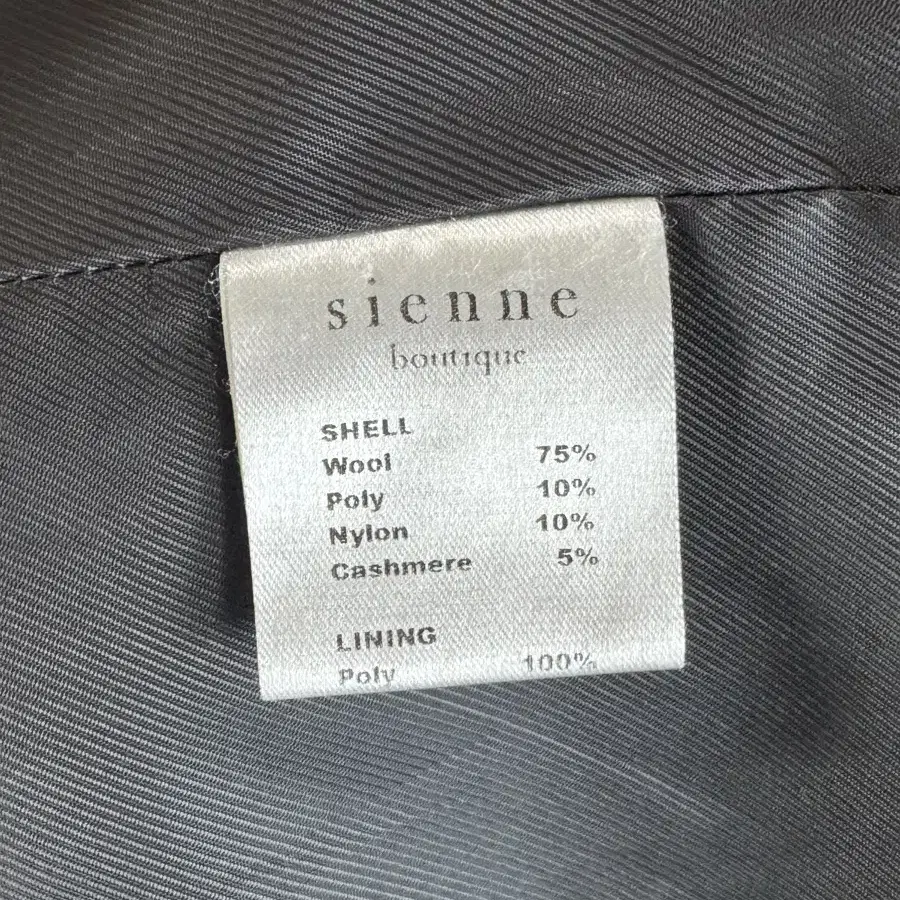 sienne
boutique
SHELL
Wool 75%
Poly 10%
Nylon 10%
Cashmere 5%
LINING
Poly 100%